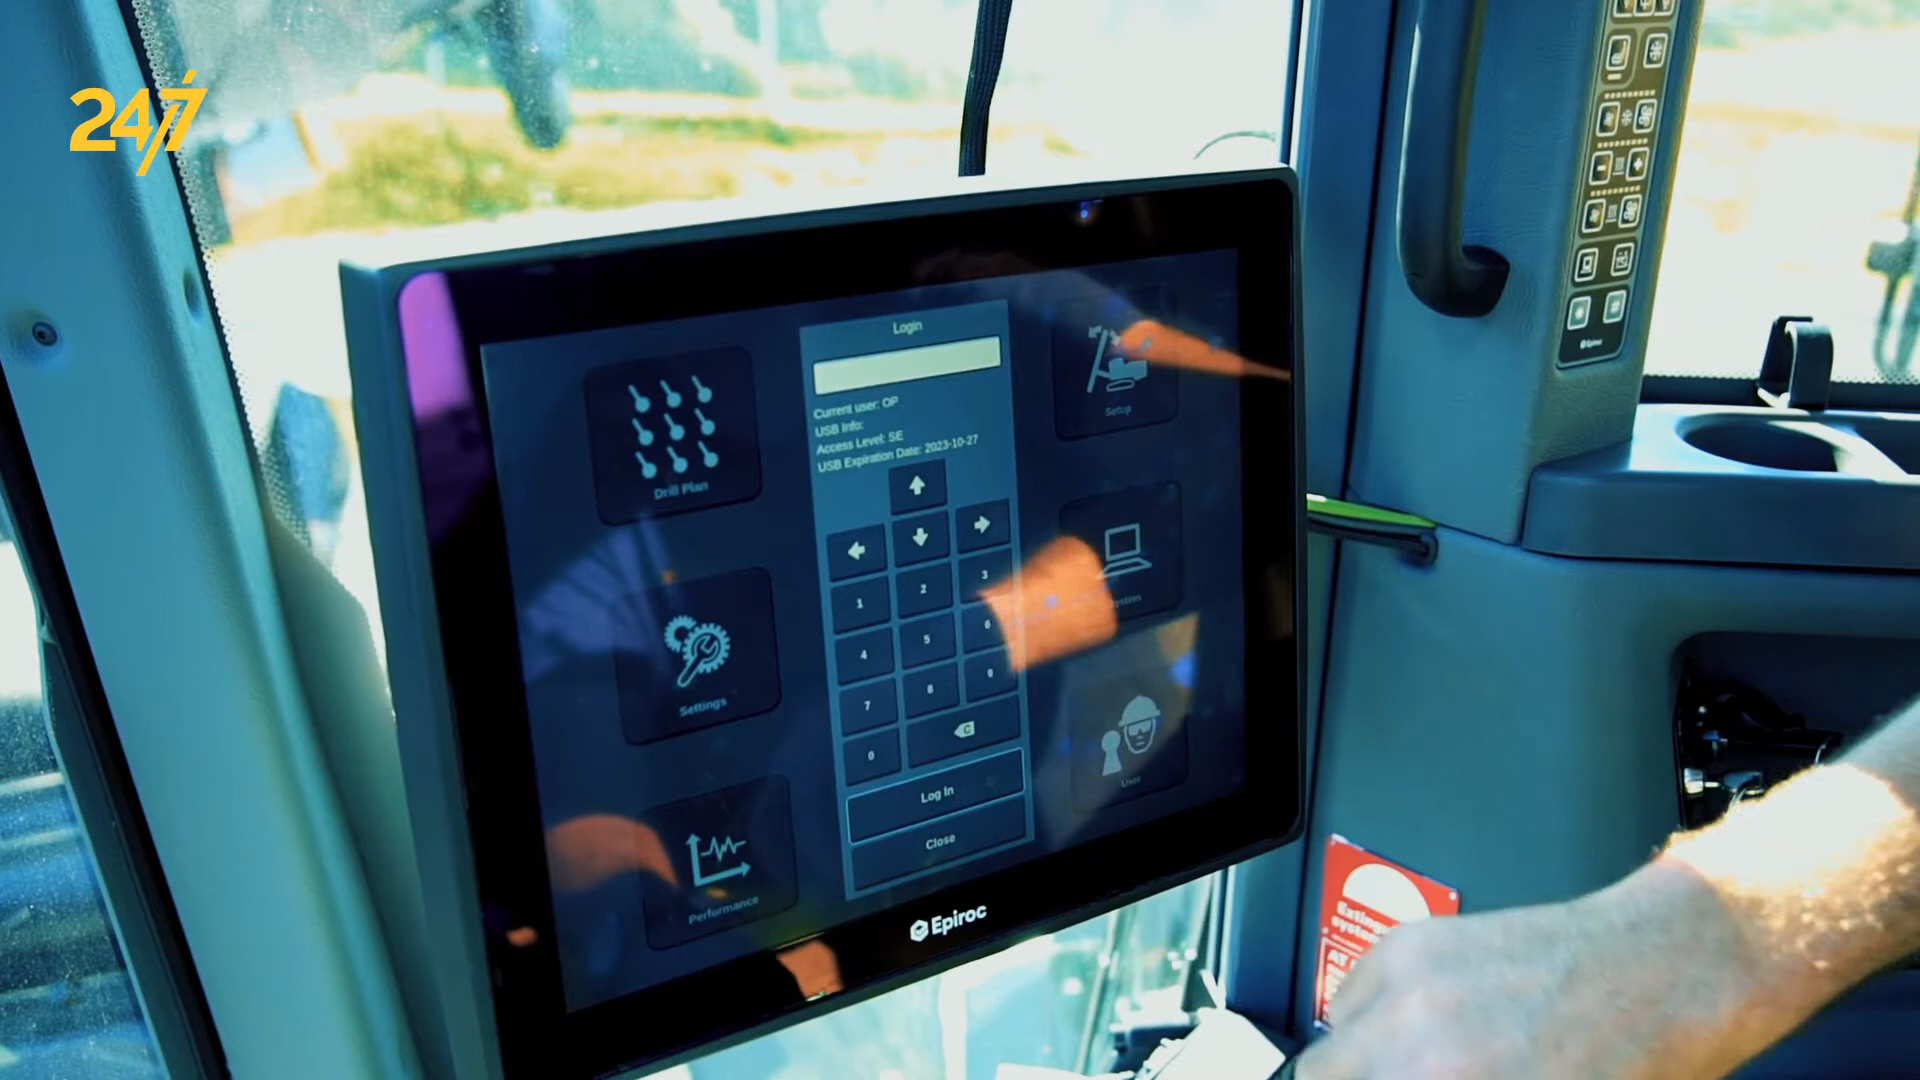 24/7
Login
Current user: OP
USB Info:
Access Level: SE
USB Expiration Date: 2023-10-27
Drill Plan
Settings
Performance
Setup
User
1
2
3
4
5
6
7
8
9
0
C
Log In
Close
Epiroc
Epiroc